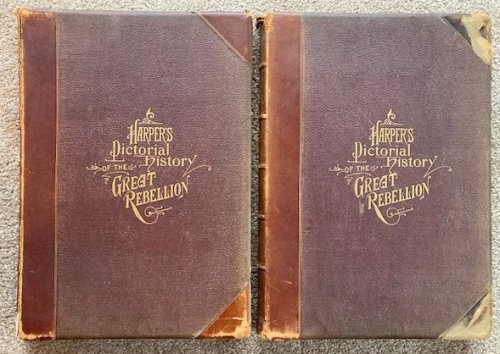 HARPER'S
Pictorial
History
OF THE
GREAT
REBELLION
HARPER'S
Pictorial
History
OF THE
GREAT
REBELLION